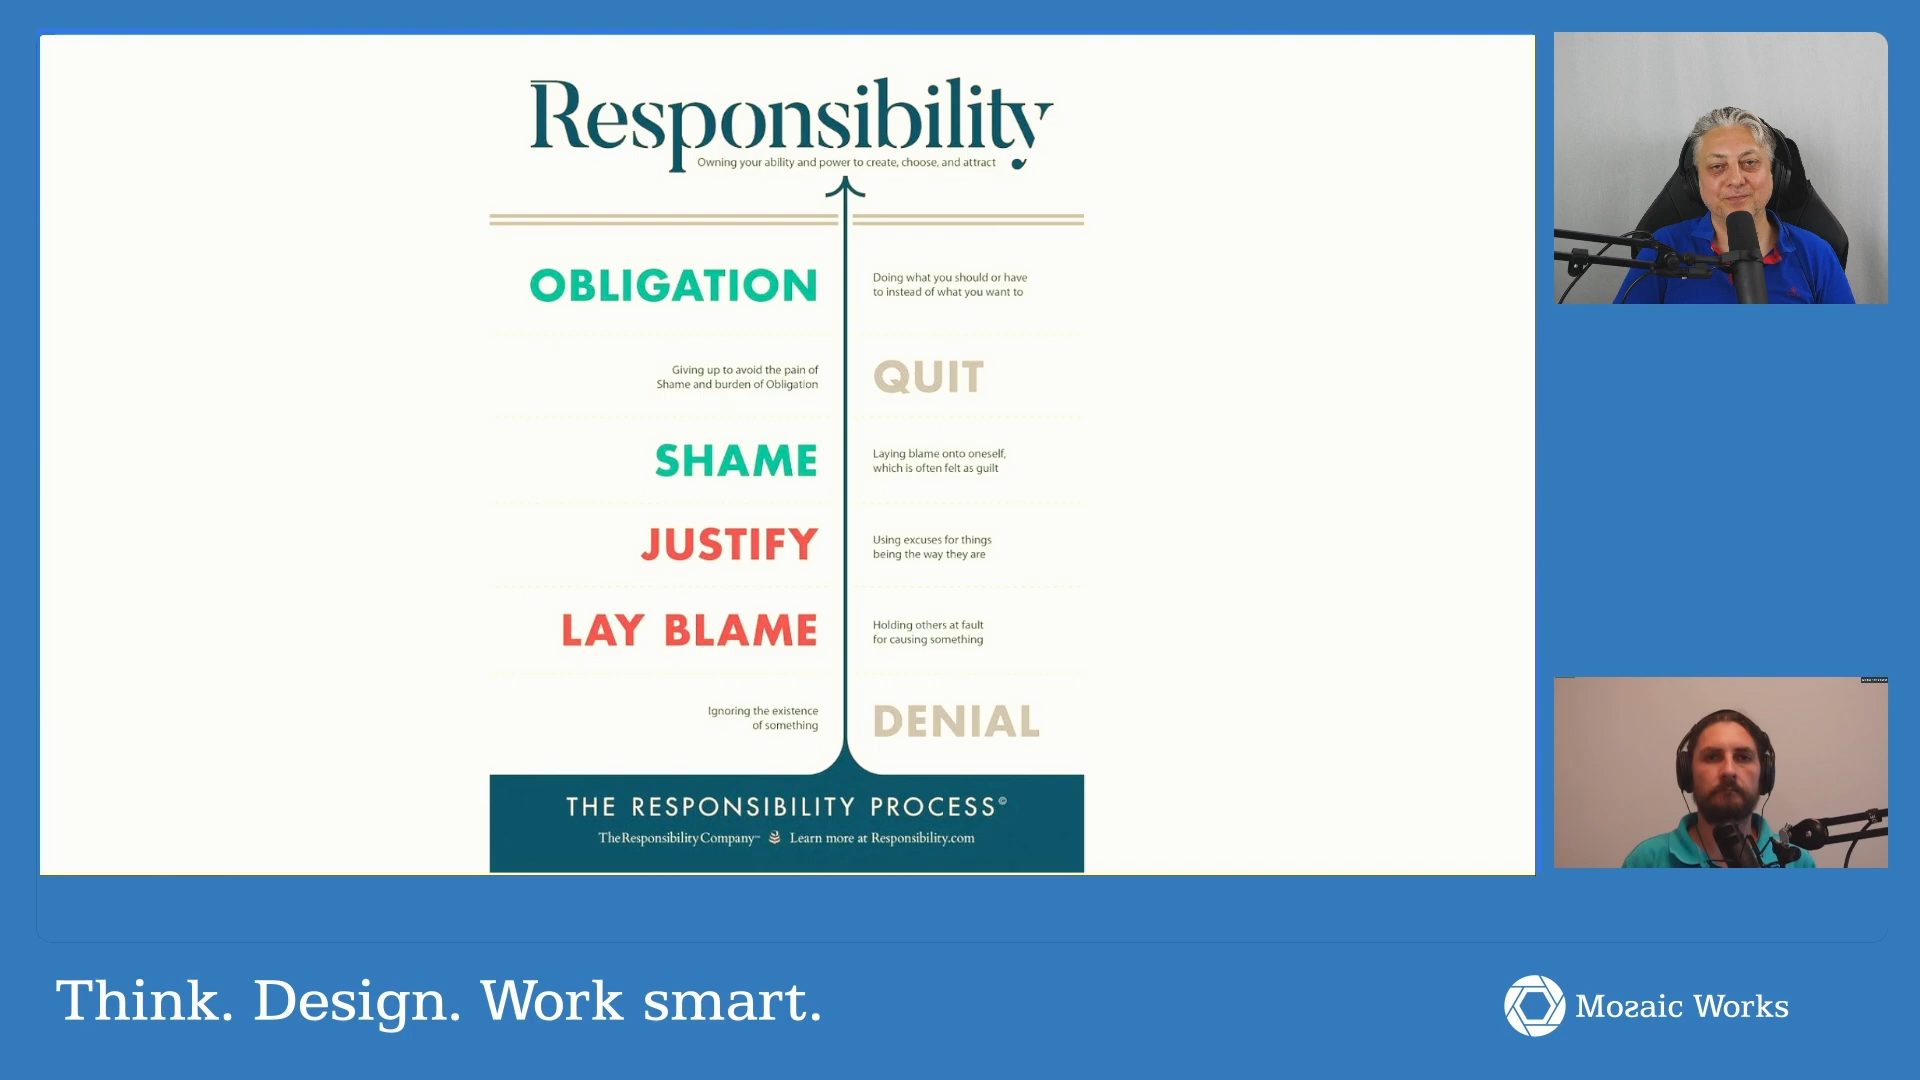 Responsibility
Owning your ability and power to create, choose, and attract
OBLIGATION
Doing what you should or have
to instead of what you want to
Giving up to avoid the pain of
Shame and burden of Obligation
QUIT
SHAME
Laying blame onto oneself,
which is often felt as guilt
JUSTIFY
Using excuses for things
being the way they are
LAY BLAME
Holding others at fault
for causing something
Ignoring the existence
of something
DENIAL
THE RESPONSIBILITY PROCESS©
TheResponsibilityCompany™ Learn more at Responsibility.com
Think. Design. Work smart.
Mozaic Works